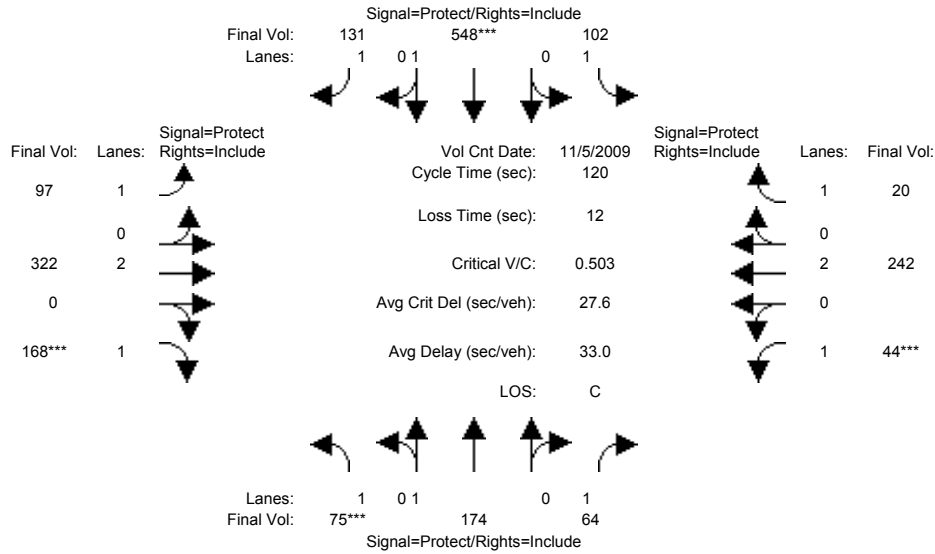 Signal=Protect/Rights=Include
Final Vol: 131 548*** 102
Lanes: 1 0 1 0 1
Signal=Protect
Final Vol: Lanes: Rights=Include
Vol Cnt Date: 11/5/2009
Signal=Protect
Rights=Include Lanes: Final Vol:
Cycle Time (sec): 120
97 1
1 20
Loss Time (sec): 12
0
0
322 2
Critical V/C: 0.503
2 242
0
Avg Crit Del (sec/veh): 27.6
0
168*** 1
Avg Delay (sec/veh): 33.0
1 44***
LOS: C
Lanes: 1 0 1 0 1
Final Vol: 75*** 174 64
Signal=Protect/Rights=Include